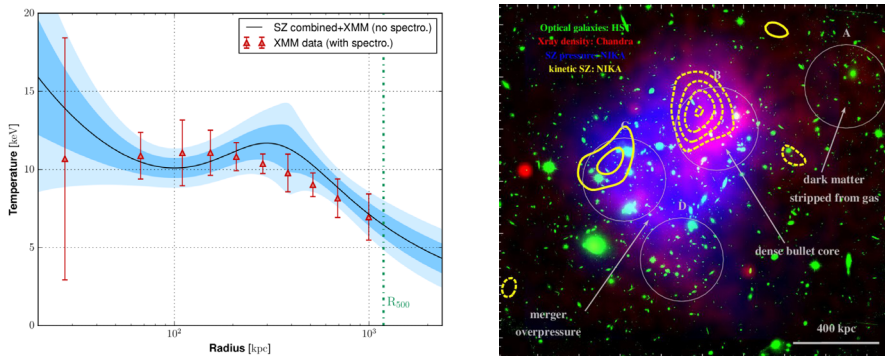 20
15
10
5
0
Temperature [keV]
SZ combined+XMM (no spectro.)
XMM data (with spectro.)
R500
10²
10³
Radius [kpc]
Optical galaxies: HST
Xray density: Chandra
SZ pressure: NIKA
kinetic SZ: NIKA
A
B
C
D
dark matter
stripped from gas
dense bullet core
merger
overpressure
400 kpc